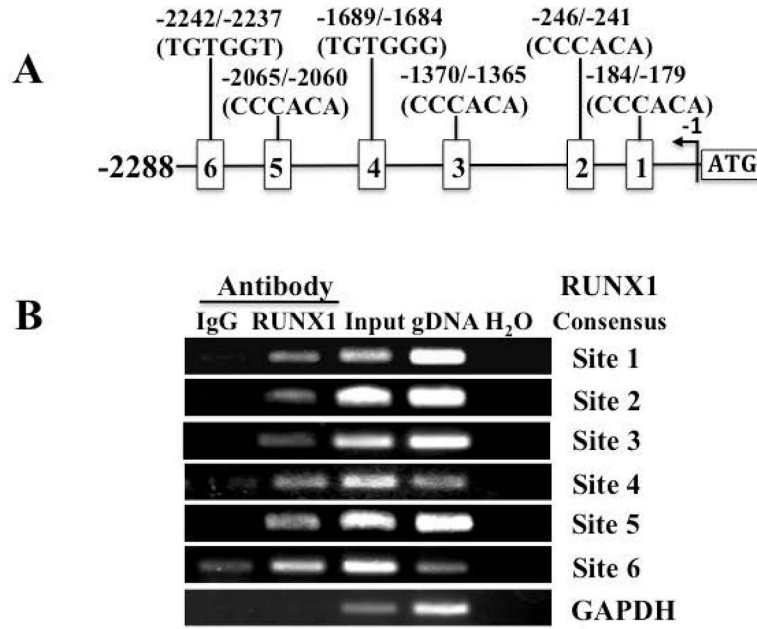 A
-2242/-2237 -1689/-1684 -246/-241
(TGTGGT) (TGTGGG) (CCCACA)
-2065/-2060 -1370/-1365 -184/-179
(CCCACA) (CCCACA) (CCCACA)
-1
-2288 6 5 4 3 2 1 ATG
B
Antibody RUNX1
IgG RUNX1 Input gDNA H₂O Consensus
Site 1
Site 2
Site 3
Site 4
Site 5
Site 6
GAPDH